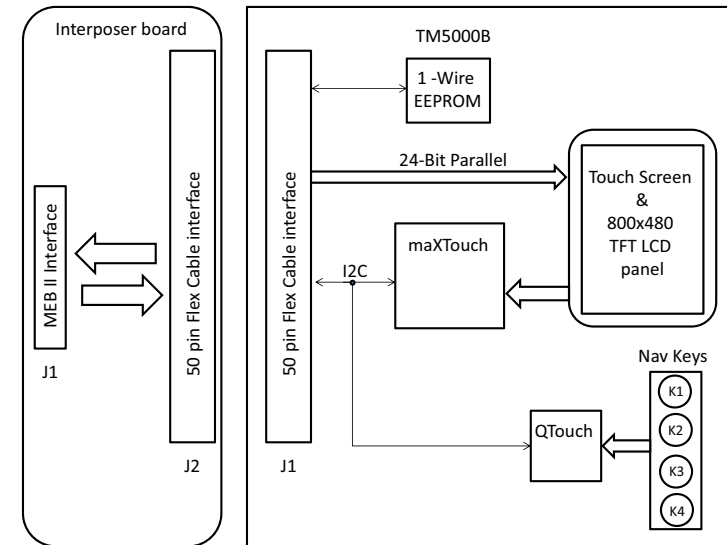 Interposer board
MEB II Interface
J1
50 pin Flex Cable interface
J2
TM5000B
50 pin Flex Cable interface
J1
1 -Wire
EEPROM
24-Bit Parallel
Touch Screen
&
800x480
TFT LCD
panel
maXTouch
I2C
Nav Keys
QTouch
K1
K2
K3
K4